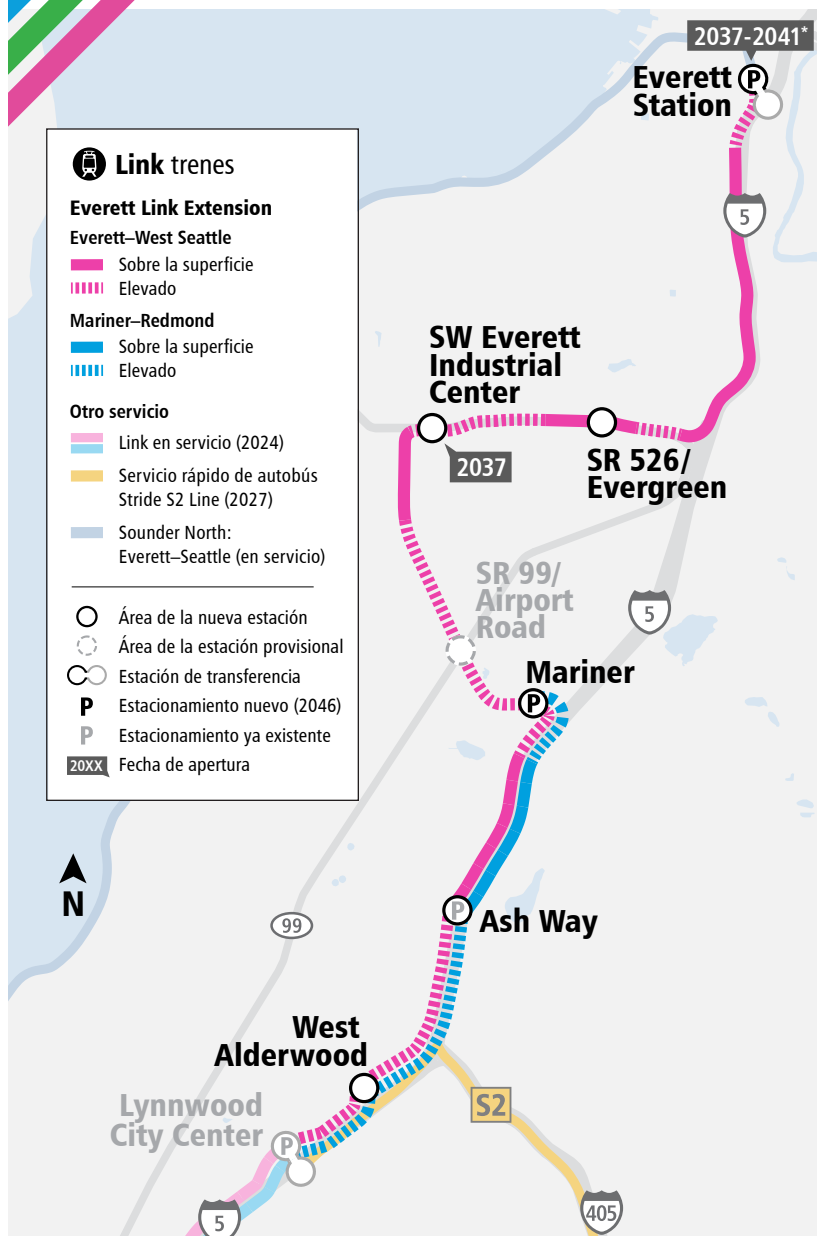 2037-2041*
Everett
Station
P
Link trenes
Everett Link Extension
Everett–West Seattle
Sobre la superficie
Elevado
Mariner–Redmond
Sobre la superficie
Elevado
Otro servicio
Link en servicio (2024)
Servicio rápido de autobús
Stride S2 Line (2027)
Sounder North:
Everett–Seattle (en servicio)
Área de la nueva estación
Área de la estación provisional
Estación de transferencia
P Estacionamiento nuevo (2046)
P Estacionamiento ya existente
20XX Fecha de apertura
5
SW Everett
Industrial
Center
2037
SR 526/
Evergreen
SR 99/
Airport
Road
5
Mariner
P
N
99
P
Ash Way
West
Alderwood
S2
Lynnwood
City Center
P
5
405